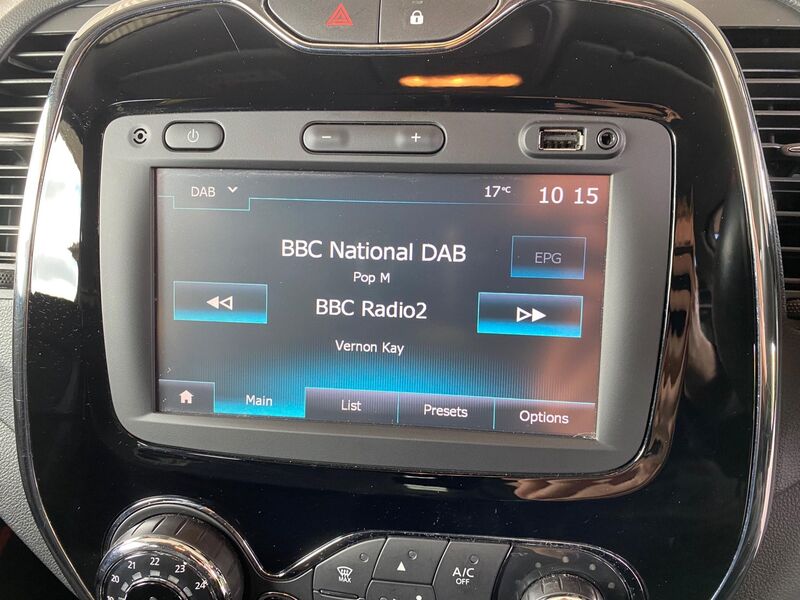 DAB
17°C
10 15
BBC National DAB
EPG
Pop M
BBC Radio2
Vernon Kay
Main
List
Presets
Options
MAX
A/C
OFF
19 20 21 22 23 24